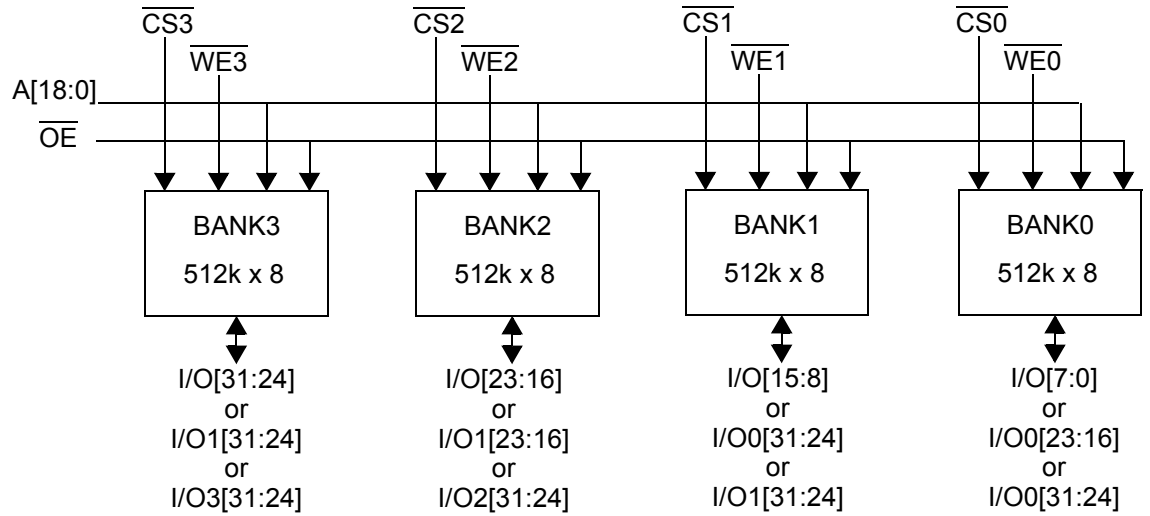 CS3 CS2 CS1 CS0
WE3 WE2 WE1 WE0
A[18:0]
OE
BANK3 BANK2 BANK1 BANK0
512k x 8 512k x 8 512k x 8 512k x 8
I/O[31:24] I/O[23:16] I/O[15:8] I/O[7:0]
or or or or
I/O1[31:24] I/O1[23:16] I/O0[31:24] I/O0[23:16]
or or or or
I/O3[31:24] I/O2[31:24] I/O1[31:24] I/O0[31:24]